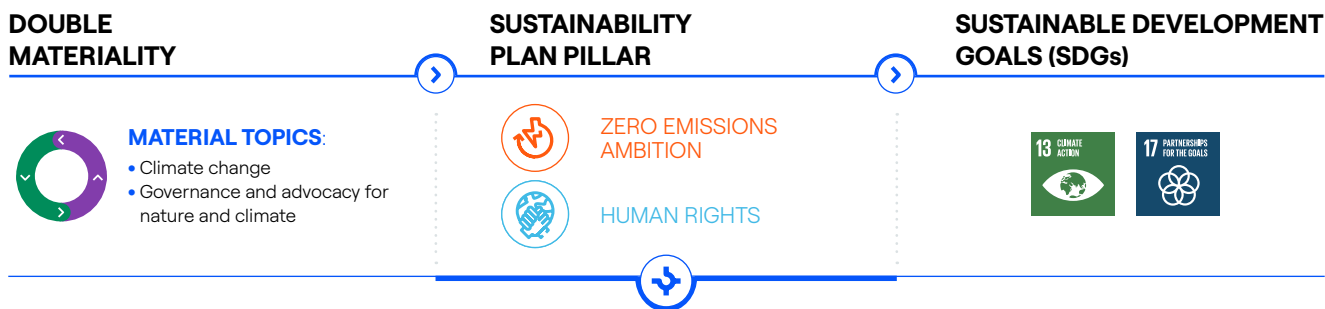 DOUBLE
MATERIALITY
SUSTAINABILITY
PLAN PILLAR
SUSTAINABLE DEVELOPMENT
GOALS (SDGs)
MATERIAL TOPICS:
• Climate change
• Governance and advocacy for
nature and climate
ZERO EMISSIONS
AMBITION
HUMAN RIGHTS
13 CLIMATE
ACTION
17 PARTNERSHIPS
FOR THE GOALS